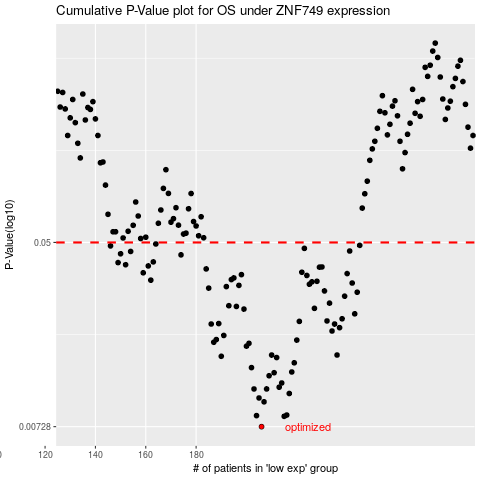 Cumulative P-Value plot for OS under ZNF749 expression
P-Value(log10)
0.05
0.00728
optimized
0 120 140 160 180
# of patients in 'low exp' group